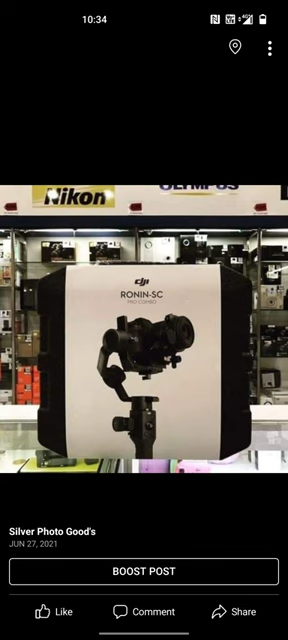 10:34
Nikon
OLYMPUS
dji
RONIN-SC
PRO COMBO
Silver Photo Good's
JUN 27, 2021
BOOST POST
Like
Comment
Share